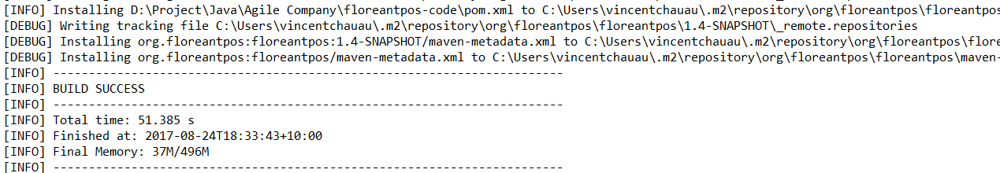 [INFO] Installing D:\Project\Java\Agile Company\floreantpos-code\pom.xml to C:\Users\vincentchauau\.m2\repository\org\floreantpos\floreantpos
[DEBUG] Writing tracking file C:\Users\vincentchauau\.m2\repository\org\floreantpos\floreantpos\1.4-SNAPSHOT\_remote.repositories
[DEBUG] Installing org.floreantpos:floreantpos:1.4-SNAPSHOT/maven-metadata.xml to C:\Users\vincentchauau\.m2\repository\org\floreantpos\flore
[DEBUG] Installing org.floreantpos:floreantpos/maven-metadata.xml to C:\Users\vincentchauau\.m2\repository\org\floreantpos\floreantpos\maven-
[INFO] ------------------------------------------------------------------------
[INFO] BUILD SUCCESS
[INFO] ------------------------------------------------------------------------
[INFO] Total time: 51.385 s
[INFO] Finished at: 2017-08-24T18:33:43+10:00
[INFO] Final Memory: 37M/496M
[INFO] ------------------------------------------------------------------------